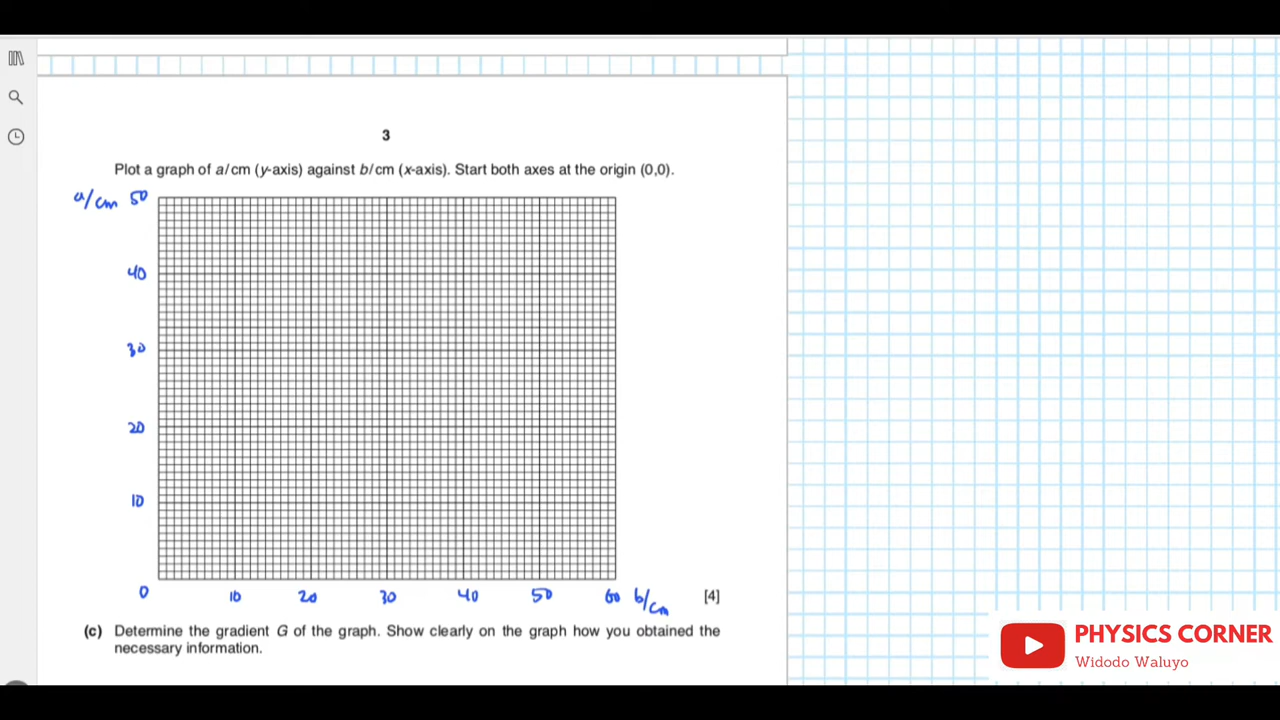 3
Plot a graph of a/cm (y-axis) against b/cm (x-axis). Start both axes at the origin (0,0).
a/cm 50
40
30
20
10
0 10 20 30 40 50 60 b/cm [4]
(c) Determine the gradient G of the graph. Show clearly on the graph how you obtained the
necessary information.
PHYSICS CORNER
Widodo Waluyo